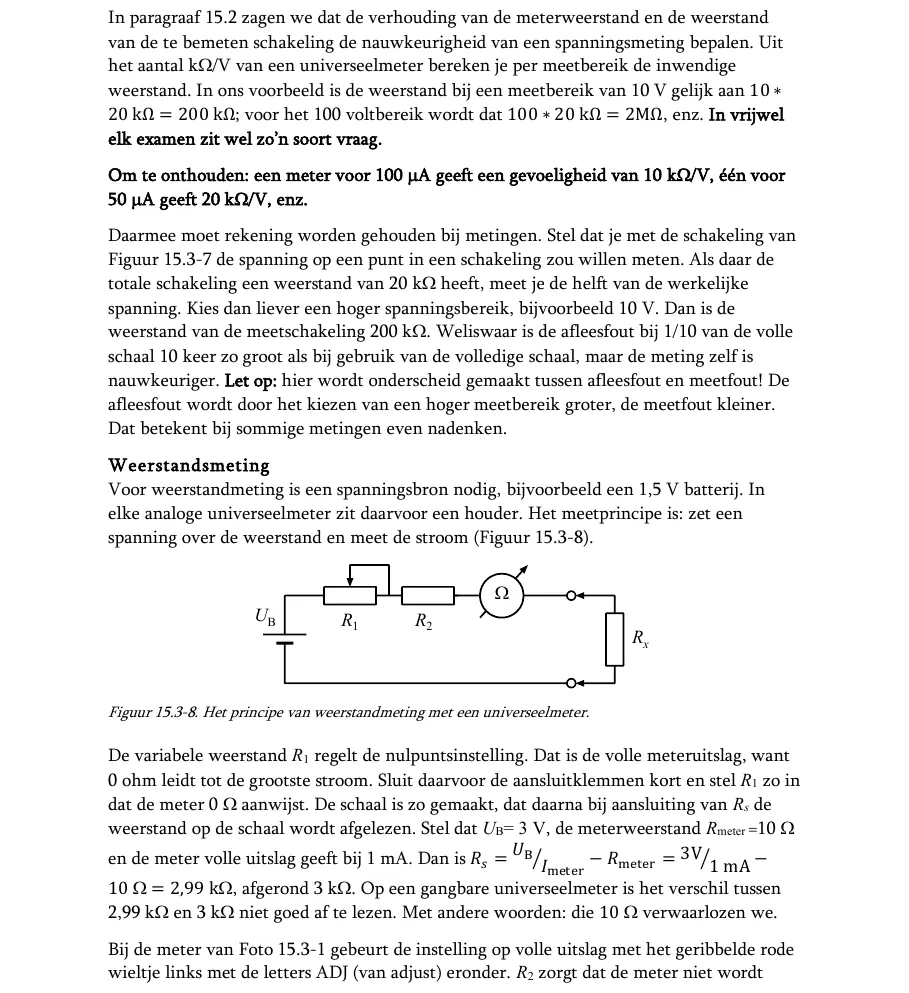 In paragraaf 15.2 zagen we dat de verhouding van de meterweerstand en de weerstand
van de te bemeten schakeling de nauwkeurigheid van een spanningsmeting bepalen. Uit
het aantal kΩ/V van een universeelmeter bereken je per meetbereik de inwendige
weerstand. In ons voorbeeld is de weerstand bij een meetbereik van 10 V gelijk aan 10 ∗
20 kΩ = 200 kΩ; voor het 100 voltbereik wordt dat 100 ∗ 20 kΩ = 2MΩ, enz. In vrijwel
elk examen zit wel zo’n soort vraag.
Om te onthouden: een meter voor 100 μA geeft een gevoeligheid van 10 kΩ/V, één voor
50 μA geeft 20 kΩ/V, enz.
Daarmee moet rekening worden gehouden bij metingen. Stel dat je met de schakeling van
Figuur 15.3-7 de spanning op een punt in een schakeling zou willen meten. Als daar de
totale schakeling een weerstand van 20 kΩ heeft, meet je de helft van de werkelijke
spanning. Kies dan liever een hoger spanningsbereik, bijvoorbeeld 10 V. Dan is de
weerstand van de meetschakeling 200 kΩ. Weliswaar is de afleesfout bij 1/10 van de volle
schaal 10 keer zo groot als bij gebruik van de volledige schaal, maar de meting zelf is
nauwkeuriger. Let op: hier wordt onderscheid gemaakt tussen afleesfout en meetfout! De
afleesfout wordt door het kiezen van een hoger meetbereik groter, de meetfout kleiner.
Dat betekent bij sommige metingen even nadenken.
Weerstandsmeting
Voor weerstandmeting is een spanningsbron nodig, bijvoorbeeld een 1,5 V batterij. In
elke analoge universeelmeter zit daarvoor een houder. Het meetprincipe is: zet een
spanning over de weerstand en meet de stroom (Figuur 15.3-8).
UB R1 R2 Ω Rx
Figuur 15.3-8. Het principe van weerstandmeting met een universeelmeter.
De variabele weerstand R1 regelt de nulpuntsinstelling. Dat is de volle meteruitslag, want
0 ohm leidt tot de grootste stroom. Sluit daarvoor de aansluitklemmen kort en stel R1 zo in
dat de meter 0 Ω aanwijst. De schaal is zo gemaakt, dat daarna bij aansluiting van Rs de
weerstand op de schaal wordt afgelezen. Stel dat UB= 3 V, de meterweerstand Rmeter =10 Ω
en de meter volle uitslag geeft bij 1 mA. Dan is Rs = UB/Imeter − Rmeter = 3V/1 mA −
10 Ω = 2,99 kΩ, afgerond 3 kΩ. Op een gangbare universeelmeter is het verschil tussen
2,99 kΩ en 3 kΩ niet goed af te lezen. Met andere woorden: die 10 Ω verwaarlozen we.
Bij de meter van Foto 15.3-1 gebeurt de instelling op volle uitslag met het geribbelde rode
wieltje links met de letters ADJ (van adjust) eronder. R2 zorgt dat de meter niet wordt